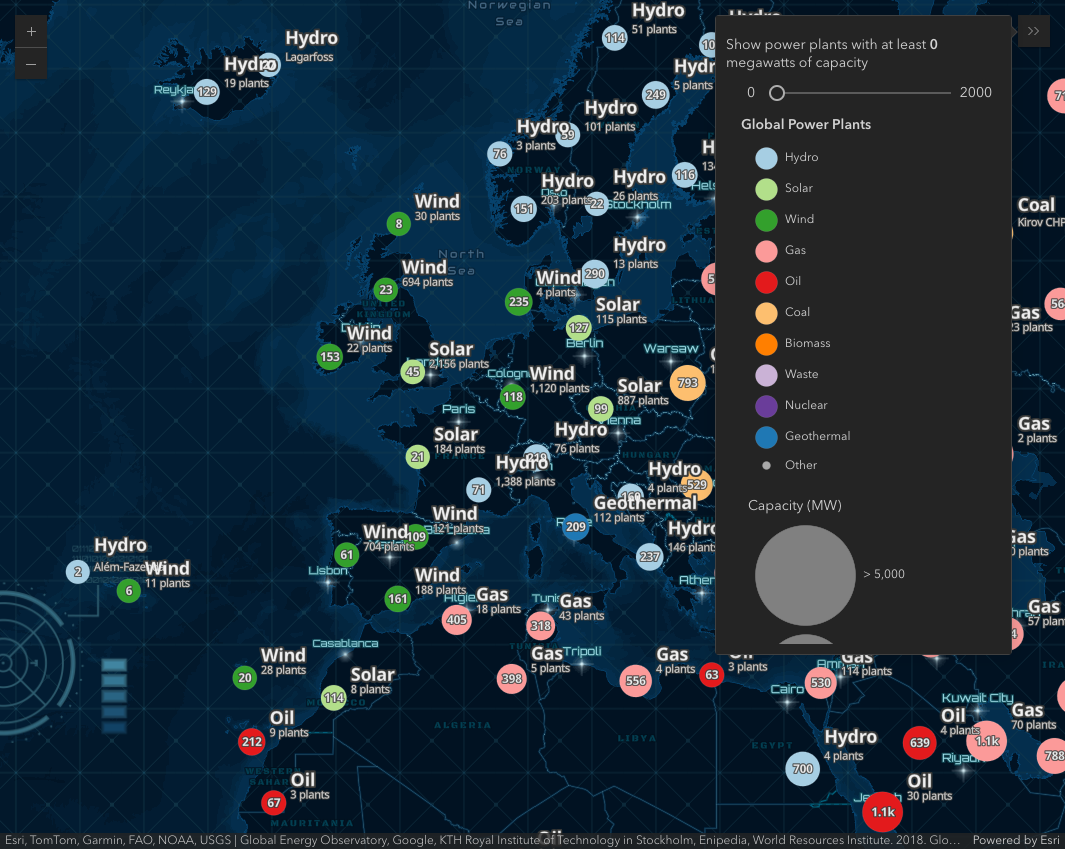 Norwegian
Sea
Hydro
51 plants
114
Hydro
Lagarfoss
Hydro
19 plants
129
Hydro
5 plants
249
Hydro
101 plants
59
Hydro
3 plants
76
NORWAY
116
Hydro
203 plants
151
Oslo
Hydro
26 plants
22
Stockholm
Wind
30 plants
8
North
Sea
Hydro
13 plants
290
Wind
694 plants
23
UNITED
KINGDOM
Wind
4 plants
235
Solar
115 plants
127
Berlin
Wind
22 plants
153
Solar
2,156 plants
45
Warsaw
793
Wind
1,120 plants
118
Solar
887 plants
99
Paris
Solar
184 plants
21
FRANCE
Hydro
76 plants
Hydro
1,388 plants
71
HUNGARY
Hydro
4 plants
529
Geothermal
112 plants
209
Hydro
146 plants
237
Wind
121 plants
109
Wind
704 plants
61
Lisbon
Hydro
2
Wind
11 plants
6
Wind
188 plants
161
Gas
18 plants
405
Gas
43 plants
318
Casablanca
Gas
5 plants
398
Tripoli
Gas
4 plants
556
3 plants
63
Gas
114 plants
530
Wind
28 plants
20
Solar
8 plants
114
Cairo
Oil
9 plants
212
ALGERIA
LIBYA
EGYPT
Hydro
4 plants
700
Kuwait City
Oil
4 plants
639
Gas
70 plants
1.1k
788
WESTERN
SAHARA
Oil
3 plants
67
MAURITANIA
Oil
30 plants
1.1k
Coal
Kirov CHP
Gas
23 plants
Gas
2 plants
Gas
57 plants
+
−
Show power plants with at least 0
megawatts of capacity
0 2000
Global Power Plants
Hydro
Solar
Wind
Gas
Oil
Coal
Biomass
Waste
Nuclear
Geothermal
Other
Capacity (MW)
> 5,000
Esri, TomTom, Garmin, FAO, NOAA, USGS | Global Energy Observatory, Google, KTH Royal Institute of Technology in Stockholm, Enipedia, World Resources Institute. 2018. Glo… Powered by Esri